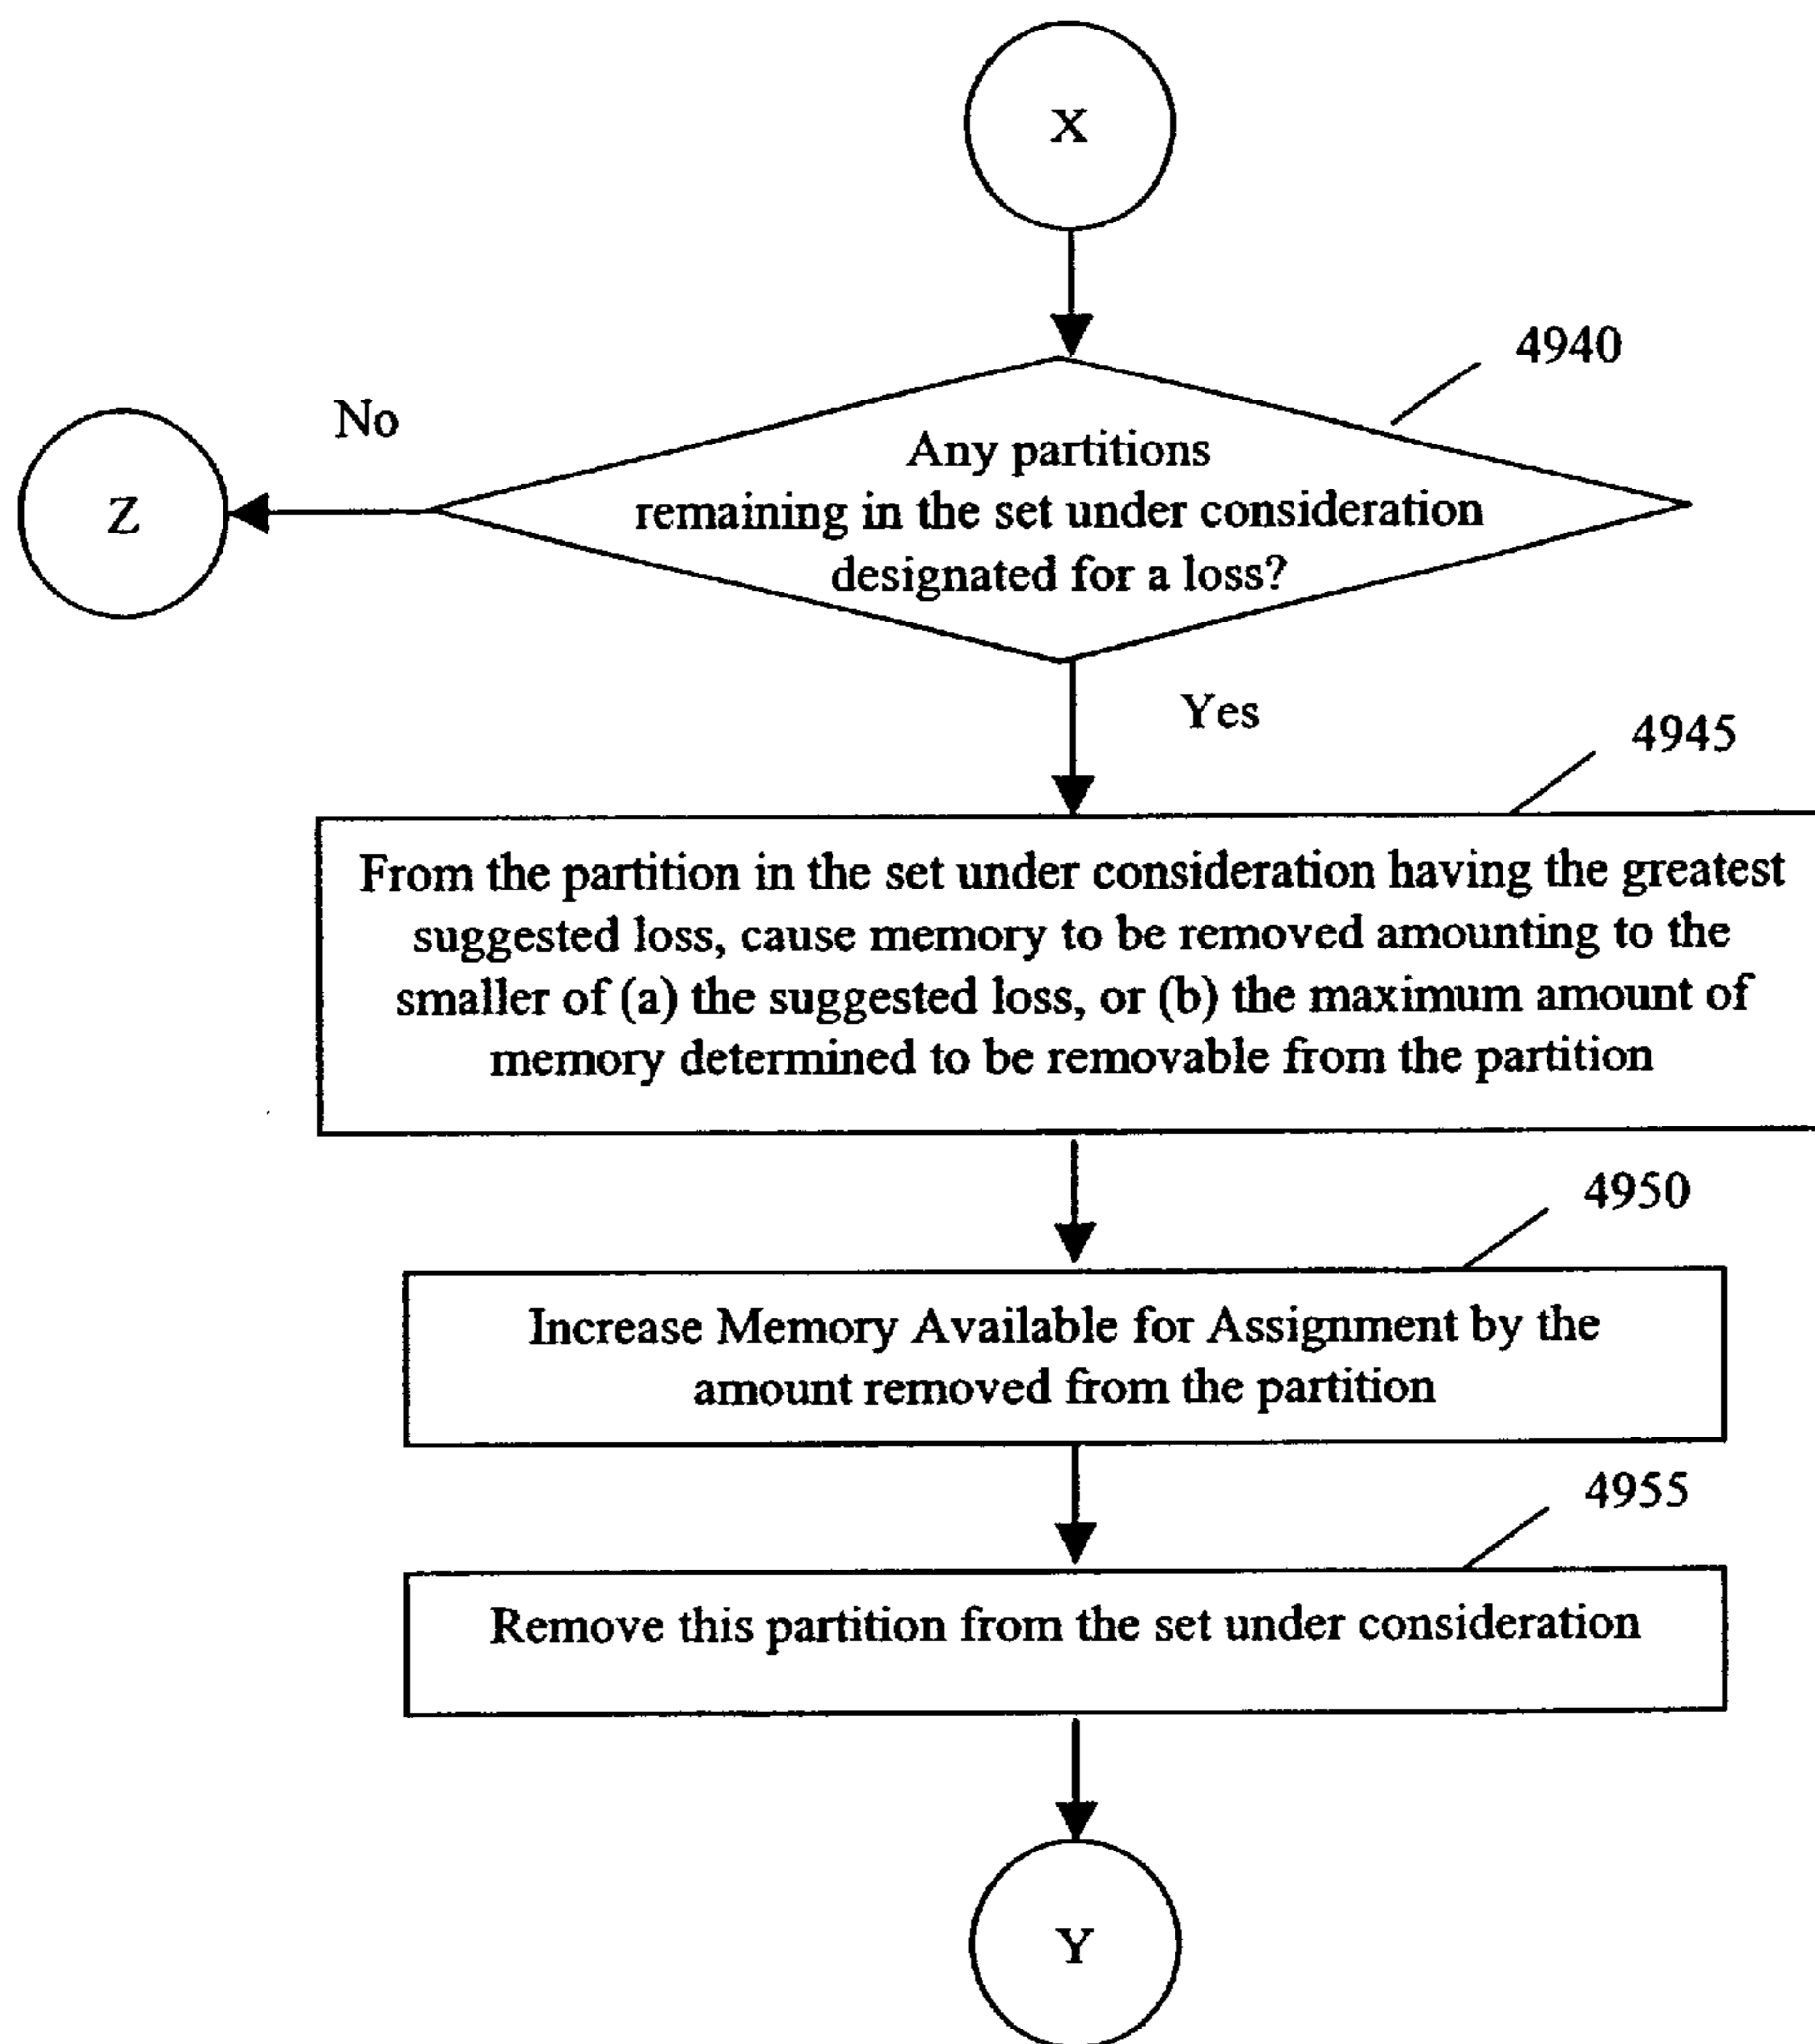 X
4940
No
Z
Any partitions
remaining in the set under consideration
designated for a loss?
Yes
4945
From the partition in the set under consideration having the greatest
suggested loss, cause memory to be removed amounting to the
smaller of (a) the suggested loss, or (b) the maximum amount of
memory determined to be removable from the partition
4950
Increase Memory Available for Assignment by the
amount removed from the partition
4955
Remove this partition from the set under consideration
Y